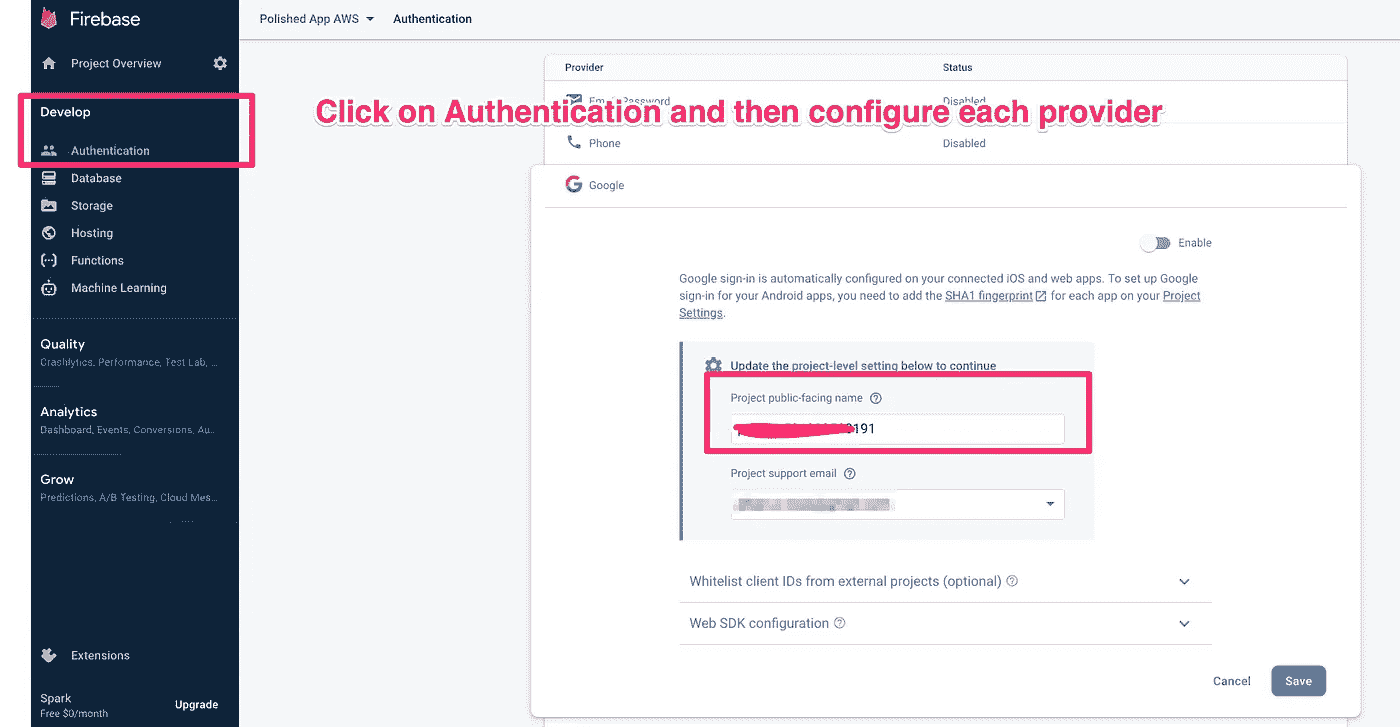 Firebase
Polished App AWS
Authentication
Project Overview
Develop
Authentication
Database
Storage
Hosting
Functions
Machine Learning
Quality
Crashlytics, Performance, Test Lab, ...
Analytics
Dashboard, Events, Conversions, Au...
Grow
Predictions, A/B Testing, Cloud Mes...
Extensions
Spark
Free $0/month
Upgrade
Provider
Status
Email/Password
Disabled
Click on Authentication and then configure each provider
Phone
Disabled
Google
Enable
Google sign-in is automatically configured on your connected iOS and web apps. To set up Google
sign-in for your Android apps, you need to add the SHA1 fingerprint for each app on your Project
Settings.
Update the project-level setting below to continue
Project public-facing name
191
Project support email
Whitelist client IDs from external projects (optional)
Web SDK configuration
Cancel
Save